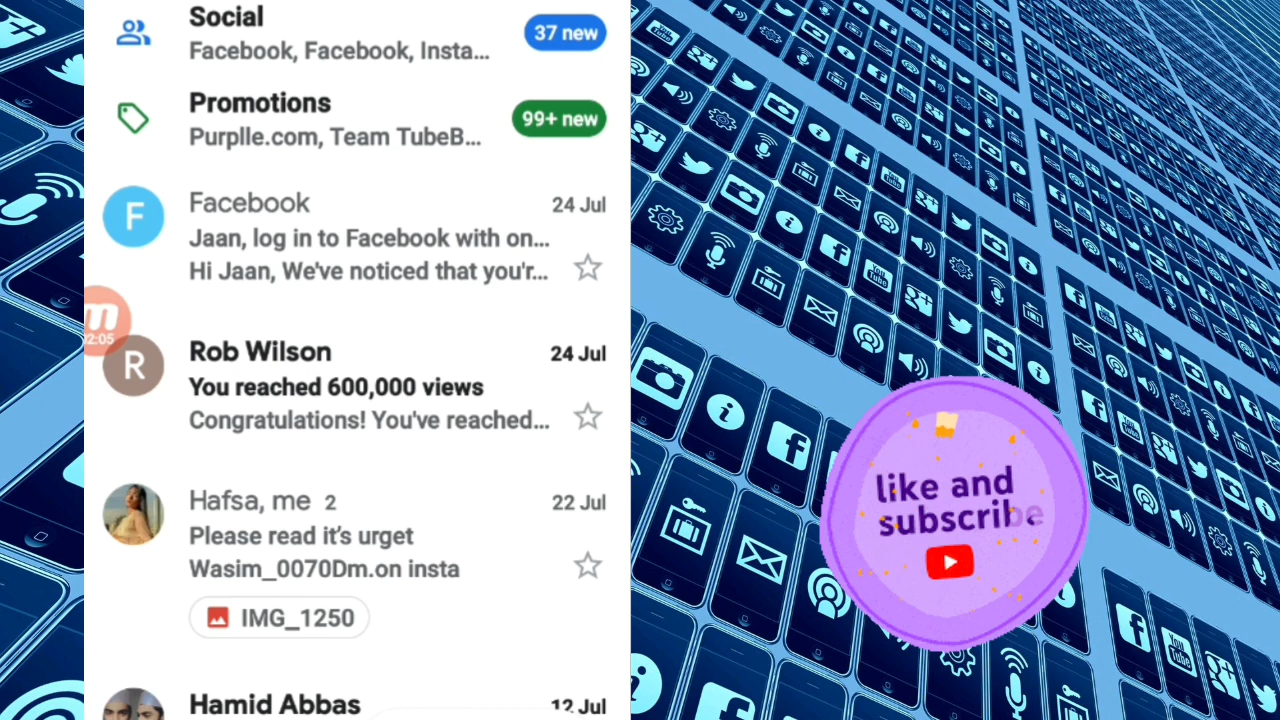 Social
37 new
Facebook, Facebook, Insta...
Promotions
99+ new
Purplle.com, Team TubeB...
F
Facebook
24 Jul
Jaan, log in to Facebook with on...
Hi Jaan, We've noticed that you'r...
m
02:05
R
Rob Wilson
24 Jul
You reached 600,000 views
Congratulations! You've reached...
Hafsa, me 2
22 Jul
Please read it’s urget
Wasim_0070Dm.on insta
IMG_1250
Hamid Abbas
12 Jul
like and
subscribe